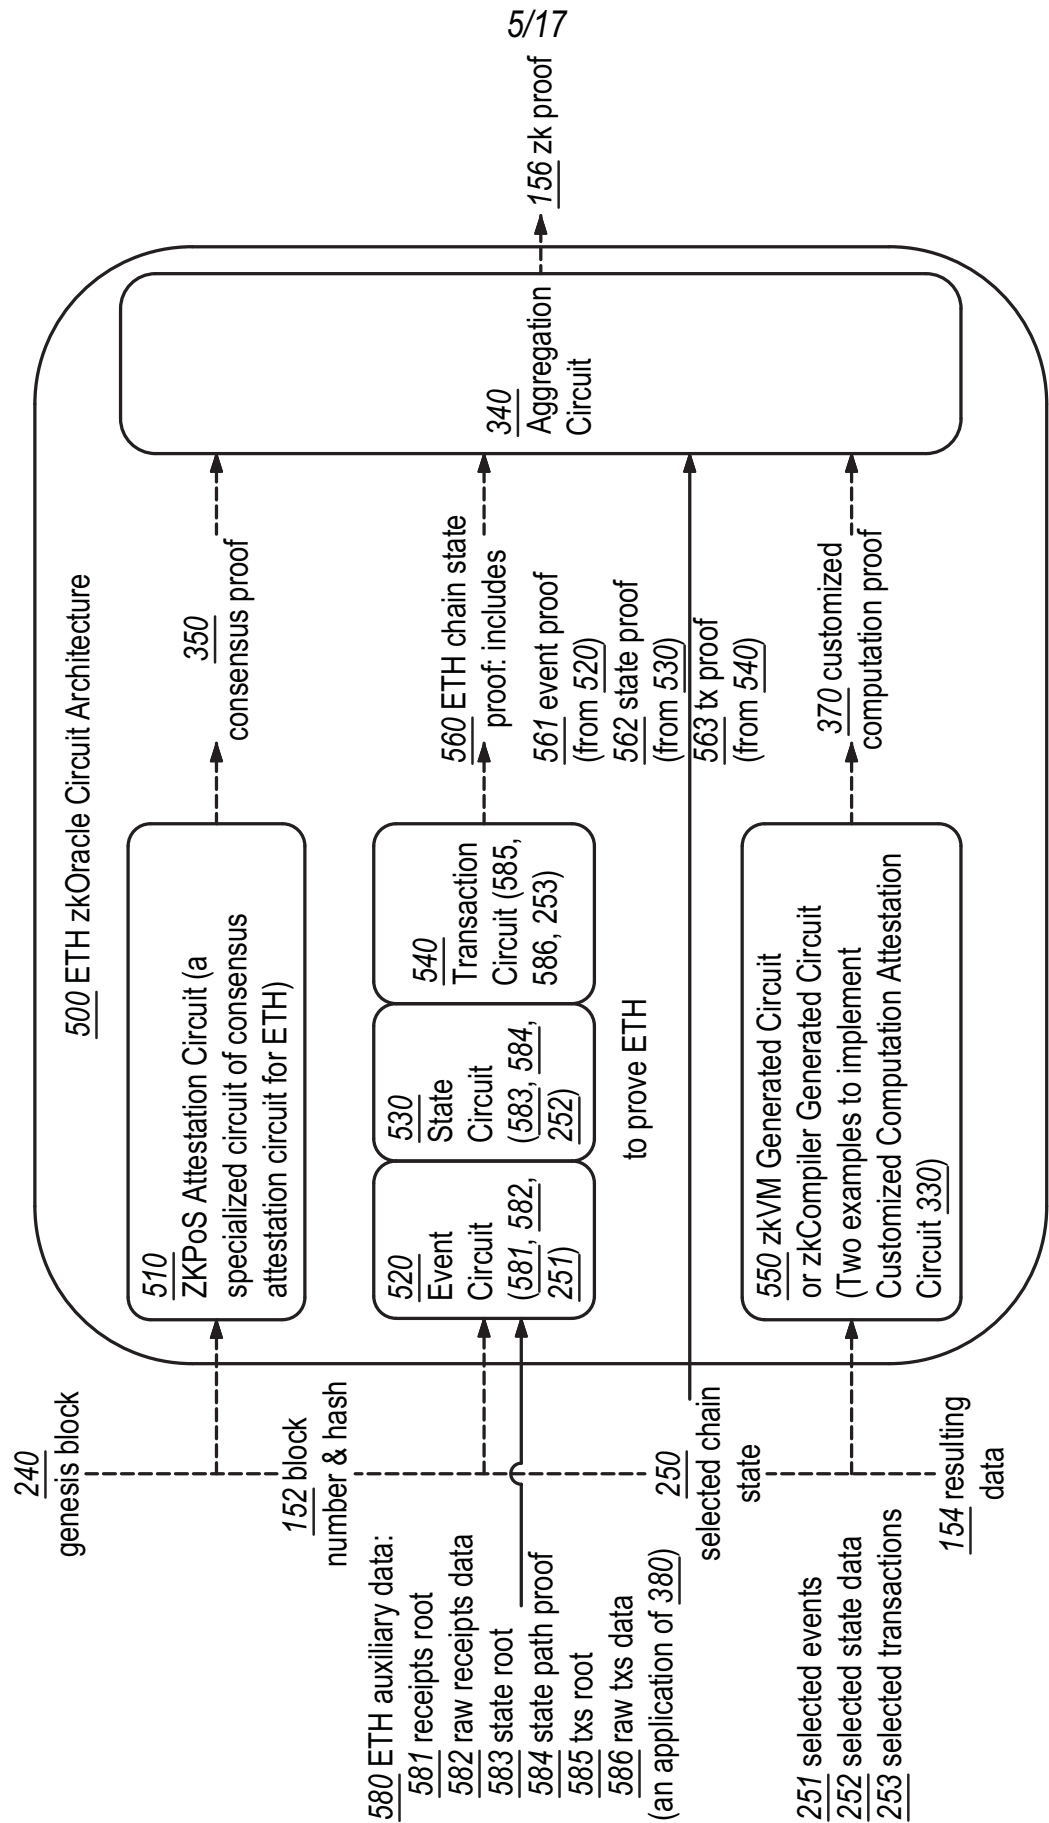 5/17
500 ETH zkOracle Circuit Architecture
240
genesis block
152 block
number & hash
580 ETH auxiliary data:
581 receipts root
582 raw receipts data
583 state root
584 state path proof
585 txs root
586 raw txs data
(an application of 380)
250
selected chain
state
251 selected events
252 selected state data
253 selected transactions
154 resulting
data
510
ZKPoS Attestation Circuit (a
specialized circuit of consensus
attestation circuit for ETH)
520
Event
Circuit
(581, 582,
251)
530
State
Circuit
(583, 584,
252)
540
Transaction
Circuit (585,
586, 253)
to prove ETH
550 zkVM Generated Circuit
or zkCompiler Generated Circuit
(Two examples to implement
Customized Computation Attestation
Circuit 330)
350
consensus proof
560 ETH chain state
proof: includes
561 event proof
(from 520)
562 state proof
(from 530)
563 tx proof
(from 540)
370 customized
computation proof
340
Aggregation
Circuit
156 zk proof